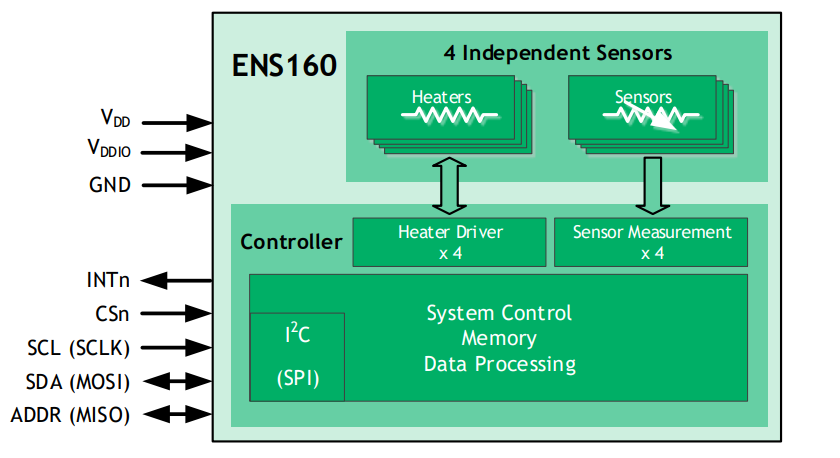 ENS160
4 Independent Sensors
Heaters
Sensors
VDD
VDDIO
GND
Controller
Heater Driver
x 4
Sensor Measurement
x 4
INTn
CSn
SCL (SCLK)
SDA (MOSI)
ADDR (MISO)
I²C
(SPI)
System Control
Memory
Data Processing